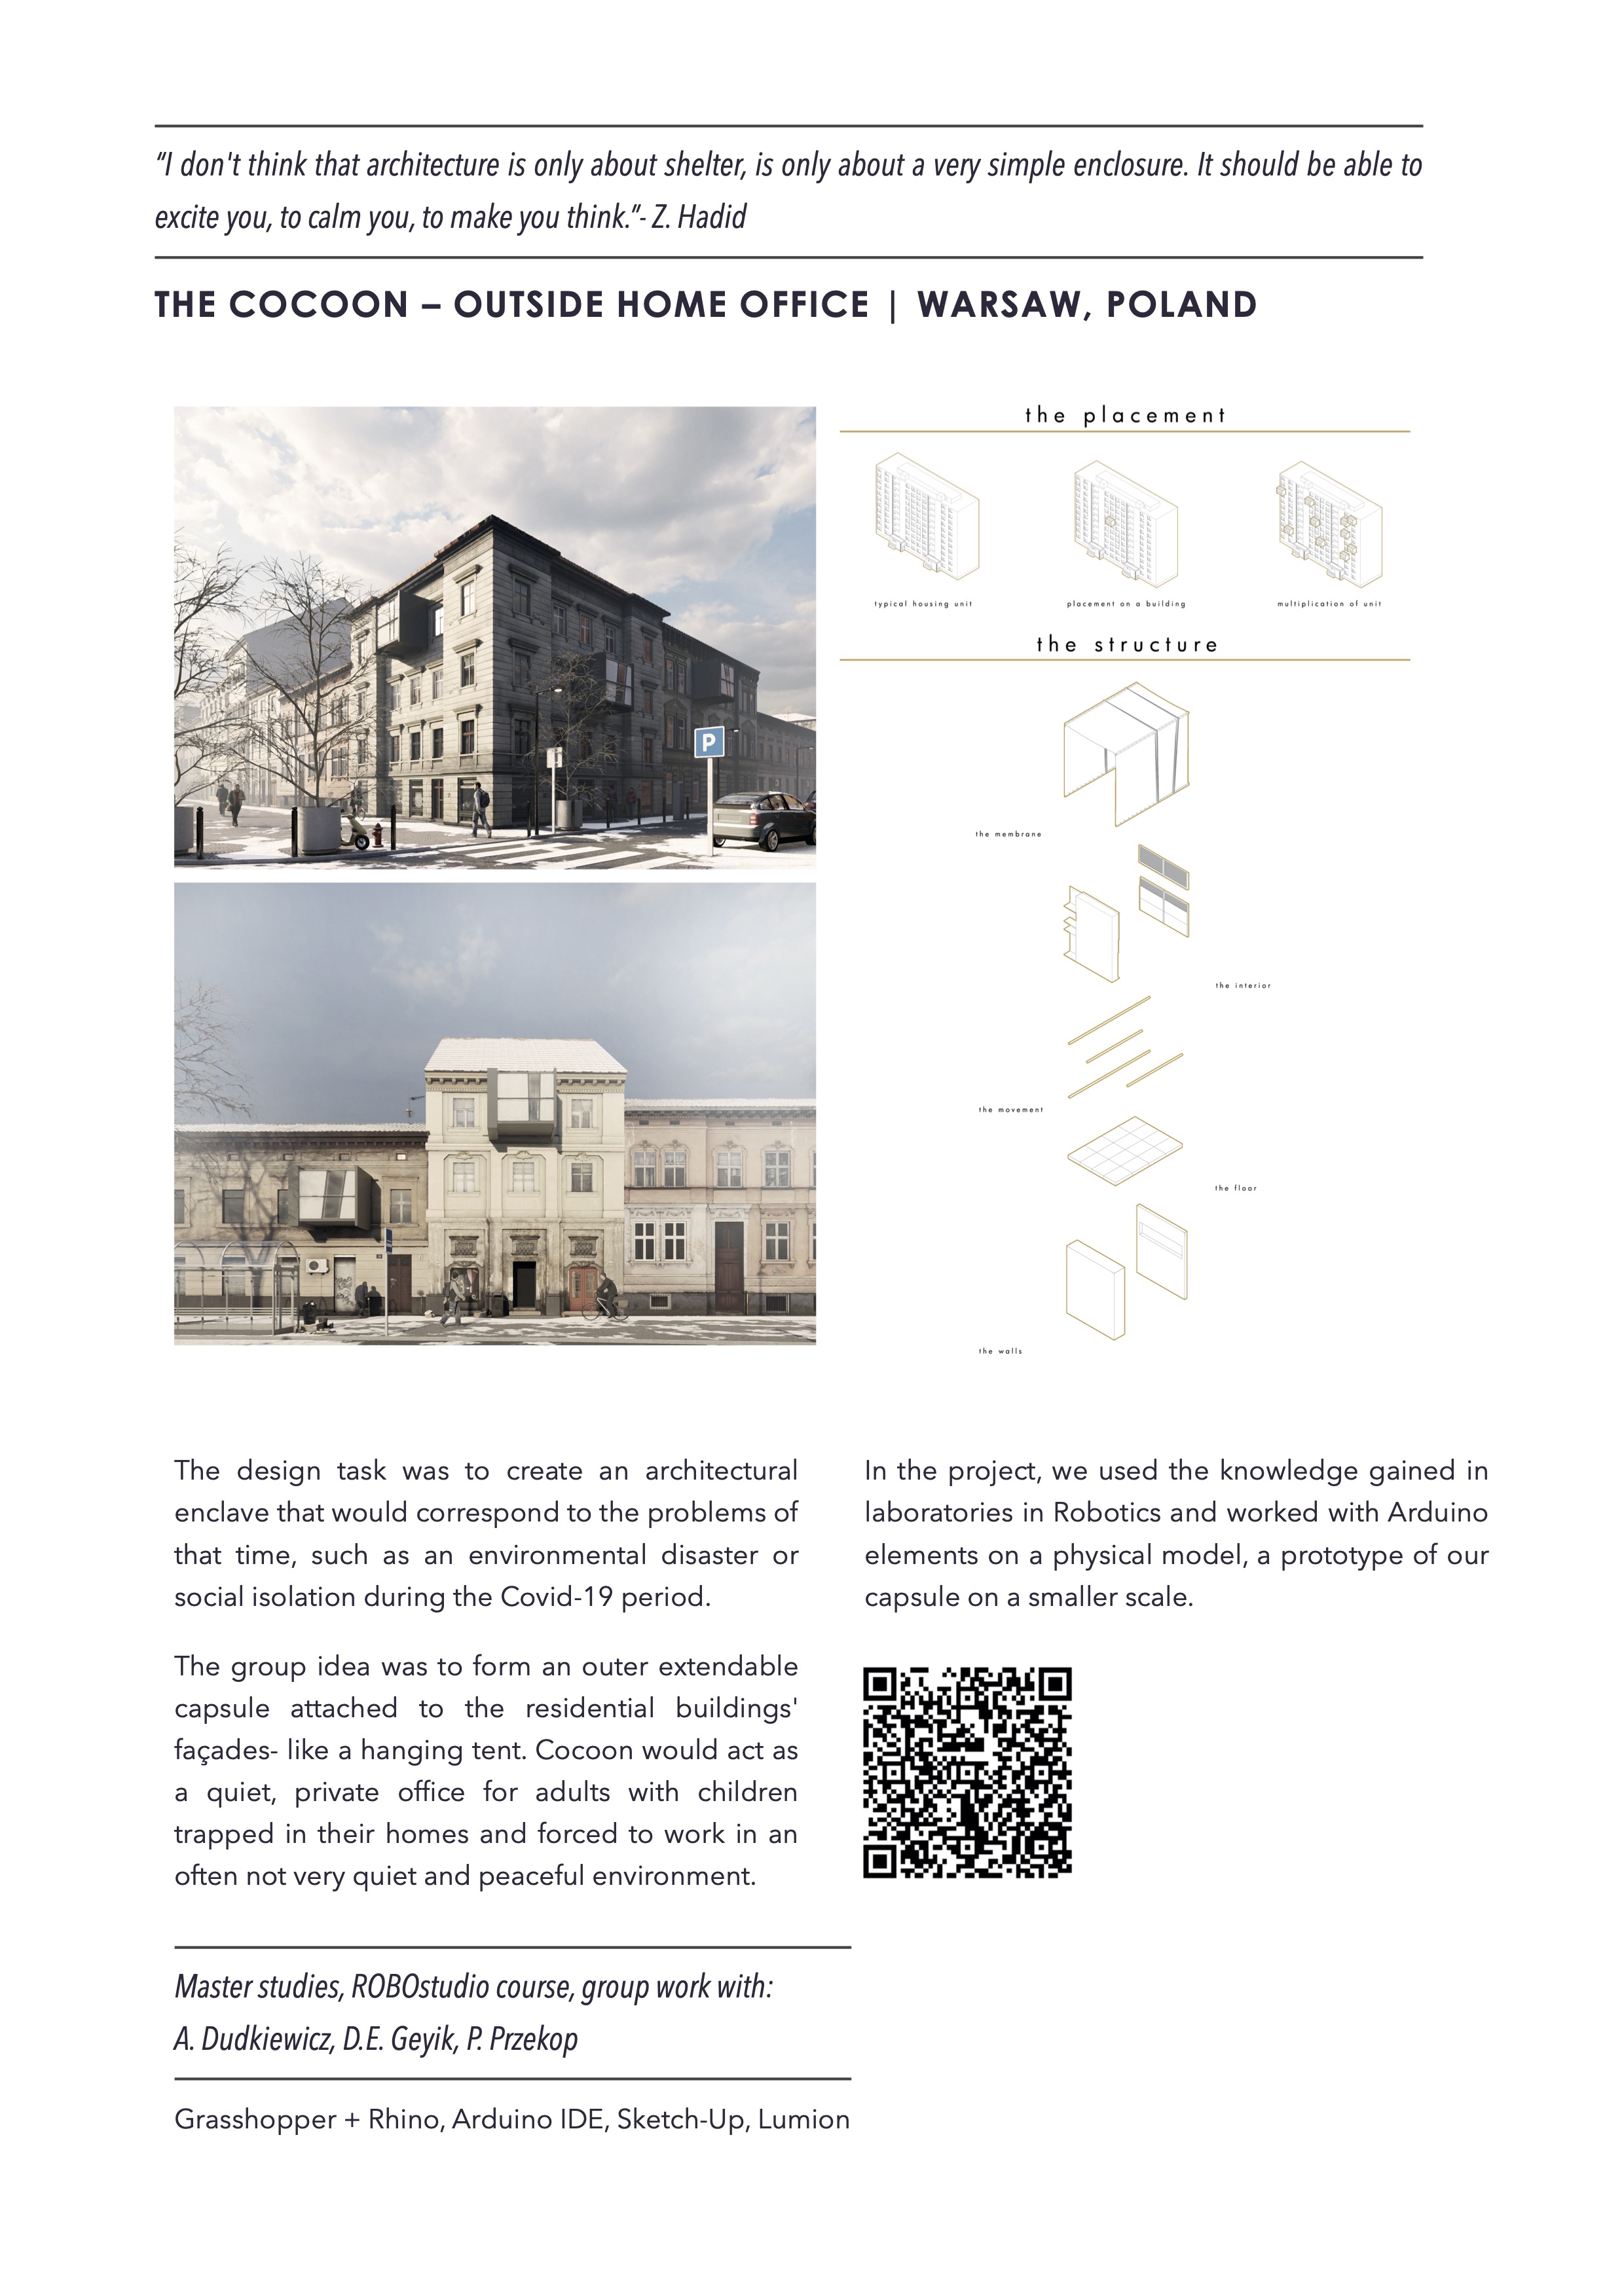 “I don't think that architecture is only about shelter, is only about a very simple enclosure. It should be able to
excite you, to calm you, to make you think.”- Z. Hadid
THE COCOON – OUTSIDE HOME OFFICE | WARSAW, POLAND
P
the placement
typical housing unit
placement on a building
multiplication of unit
the structure
the membrane
the interior
the movement
the floor
the walls
The design task was to create an architectural
enclave that would correspond to the problems of
that time, such as an environmental disaster or
social isolation during the Covid-19 period.
The group idea was to form an outer extendable
capsule attached to the residential buildings'
façades- like a hanging tent. Cocoon would act as
a quiet, private office for adults with children
trapped in their homes and forced to work in an
often not very quiet and peaceful environment.
In the project, we used the knowledge gained in
laboratories in Robotics and worked with Arduino
elements on a physical model, a prototype of our
capsule on a smaller scale.
Master studies, ROBOstudio course, group work with:
A. Dudkiewicz, D.E. Geyik, P. Przekop
Grasshopper + Rhino, Arduino IDE, Sketch-Up, Lumion